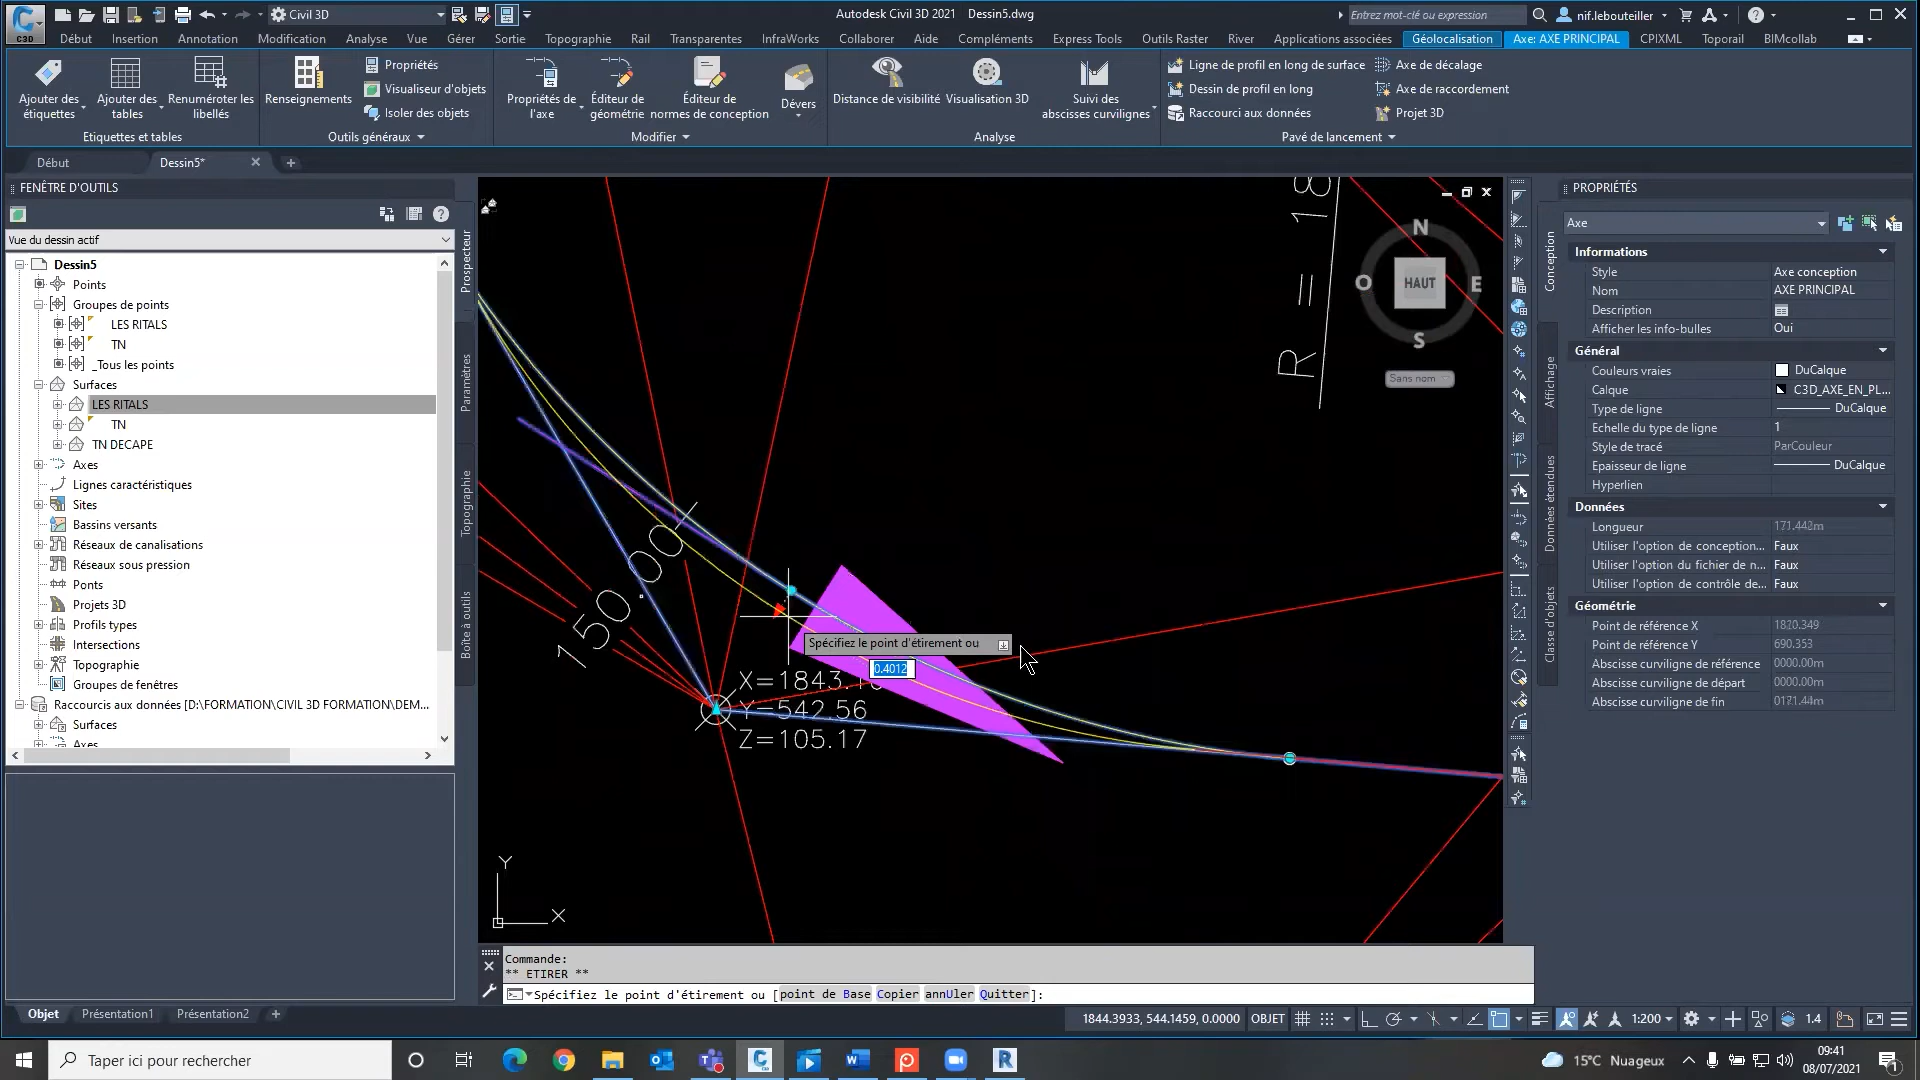 C3D
Civil 3D
Autodesk Civil 3D 2021 Dessin5.dwg
Entrez mot-clé ou expression
nif.lebouteiller
Début Insertion Annotation Modification Analyse Vue Gérer Sortie Topographie Rail Transparentes InfraWorks Collaborer Aide Compléments Express Tools Outils Raster River Applications associées Géolocalisation Axe: AXE PRINCIPAL CPIXML Toporail BIMcollab
Ajouter des étiquettes
Ajouter des tables
Renuméroter les libellés
Etiquettes et tables
Renseignements
Propriétés
Visualiseur d'objets
Isoler des objets
Outils généraux
Propriétés de l'axe
Éditeur de géométrie
Éditeur de normes de conception
Dévers
Modifier
Distance de visibilité
Visualisation 3D
Suivi des abscisses curvilignes
Analyse
Ligne de profil en long de surface
Dessin de profil en long
Raccourci aux données
Axe de décalage
Axe de raccordement
Projet 3D
Pavé de lancement
Début Dessin5*
FENÊTRE D'OUTILS
Vue du dessin actif
Dessin5
Points
Groupes de points
LES RITALS
TN
_Tous les points
Surfaces
LES RITALS
TN
TN DECAPE
Axes
Lignes caractéristiques
Sites
Bassins versants
Réseaux de canalisations
Réseaux sous pression
Ponts
Projets 3D
Profils types
Intersections
Topographie
Groupes de fenêtres
Raccourcis aux données [D:\FORMATION\CIVIL 3D FORMATION\DEM...
Surfaces
Axes
Prospecteur
Paramètres
Topographie
Boîte à outils
R = 18
N
O HAUT E
S
Sans nom
150.00
Spécifiez le point d'étirement ou
0.4012
X=1843.1
Y=542.56
Z=105.17
Y
X
Commande:
** ETIRER **
Spécifiez le point d'étirement ou [point de Base Copier annUler Quitter]:
PROPRIÉTÉS
Conception
Affichage
Données étendues
Classe d'objets
Axe
Informations
Style Axe conception
Nom AXE PRINCIPAL
Description
Afficher les info-bulles Oui
Général
Couleurs vraies DuCalque
Calque C3D_AXE_EN_PL...
Type de ligne DuCalque
Echelle du type de ligne 1
Style de tracé ParCouleur
Epaisseur de ligne DuCalque
Hyperlien
Données
Longueur 171.442m
Utiliser l'option de conception... Faux
Utiliser l'option du fichier de n... Faux
Utiliser l'option de contrôle de... Faux
Géométrie
Point de référence X 1820.349
Point de référence Y 690.353
Abscisse curviligne de référence 0000.00m
Abscisse curviligne de départ 0000.00m
Abscisse curviligne de fin 0171.44m
Objet Présentation1 Présentation2
1844.3933, 544.1459, 0.0000 OBJET 1:200 1.4
Taper ici pour rechercher
15°C Nuageux
09:41
08/07/2021